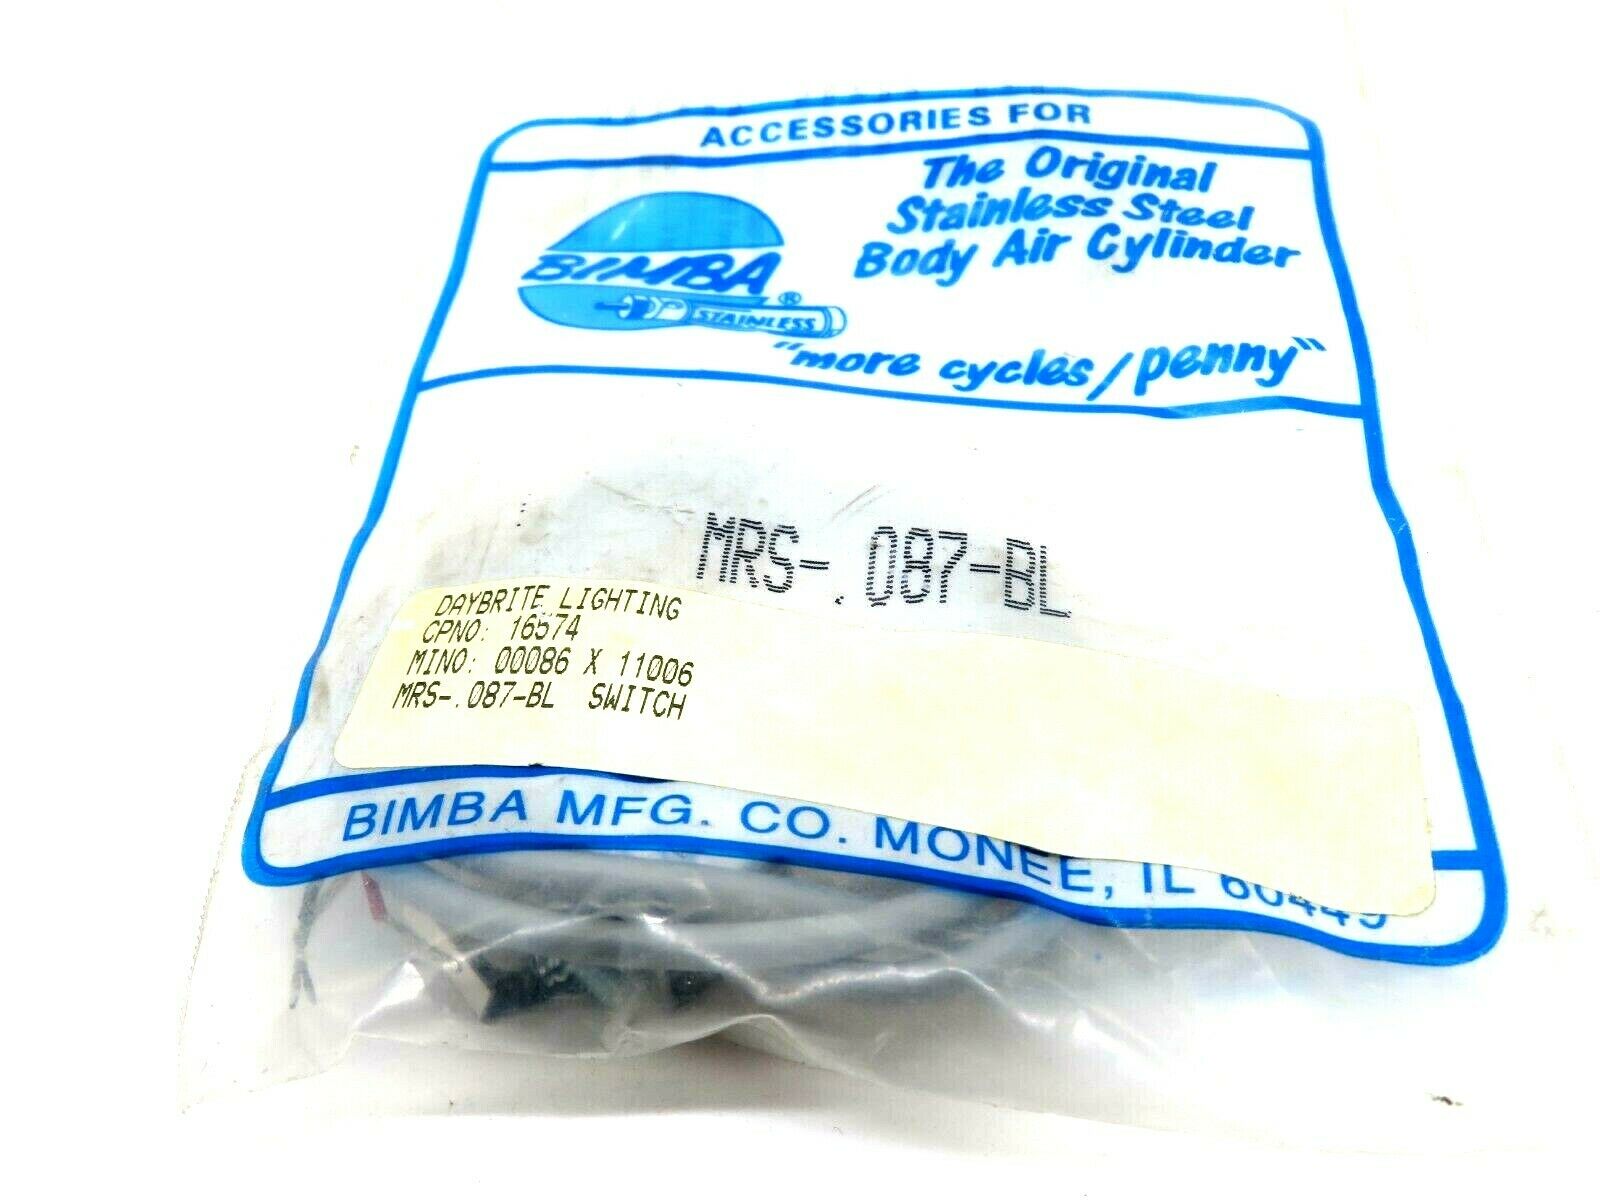 ACCESSORIES FOR
BIMBA ®
STAINLESS
The Original
Stainless Steel
Body Air Cylinder
"more cycles/penny"
MRS-.087-BL
DAYBRITE LIGHTING
CPNO: 16574
MINO: 00086 X 11006
MRS-.087-BL SWITCH
BIMBA MFG. CO. MONEE, IL 60449